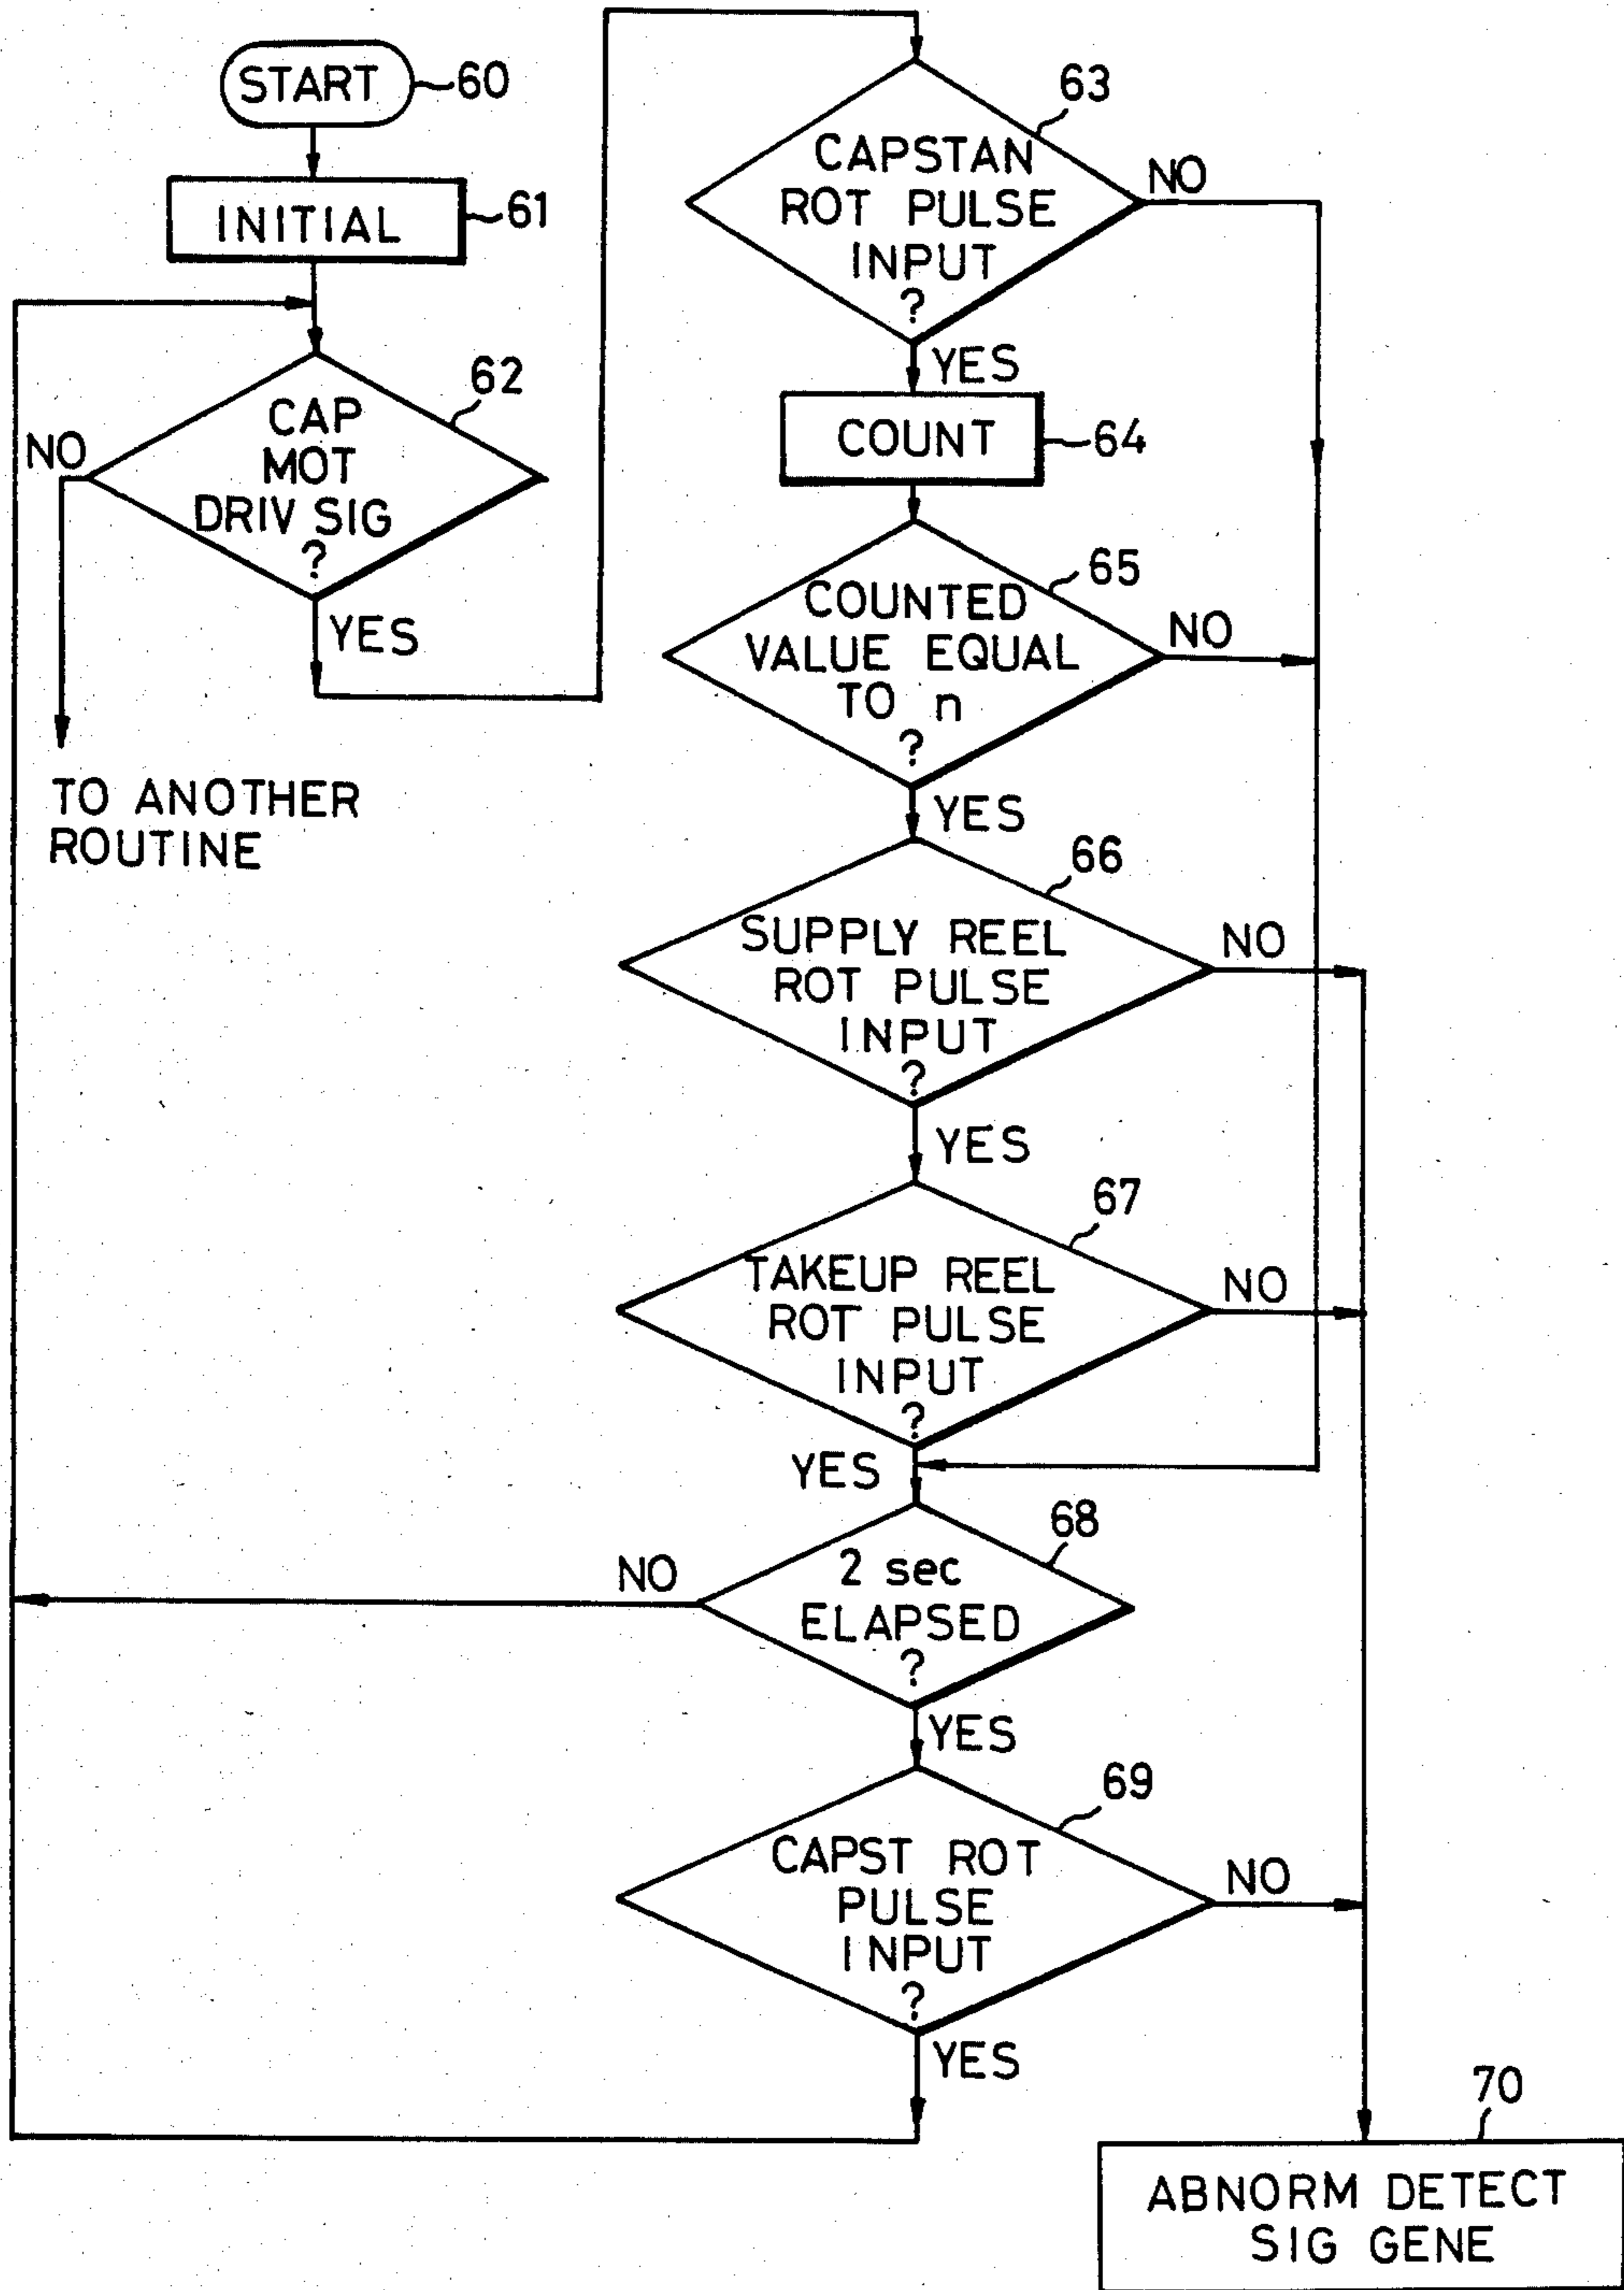 START
60
INITIAL
61
62
CAP
MOT
DRIV SIG
?
NO
YES
TO ANOTHER
ROUTINE
63
CAPSTAN
ROT PULSE
INPUT
?
NO
YES
COUNT
64
65
COUNTED
VALUE EQUAL
TO n
?
NO
YES
66
SUPPLY REEL
ROT PULSE
INPUT
?
NO
YES
67
TAKEUP REEL
ROT PULSE
INPUT
?
NO
YES
68
2 sec
ELAPSED
?
NO
YES
69
CAPST ROT
PULSE
INPUT
?
NO
YES
70
ABNORM DETECT
SIG GENE